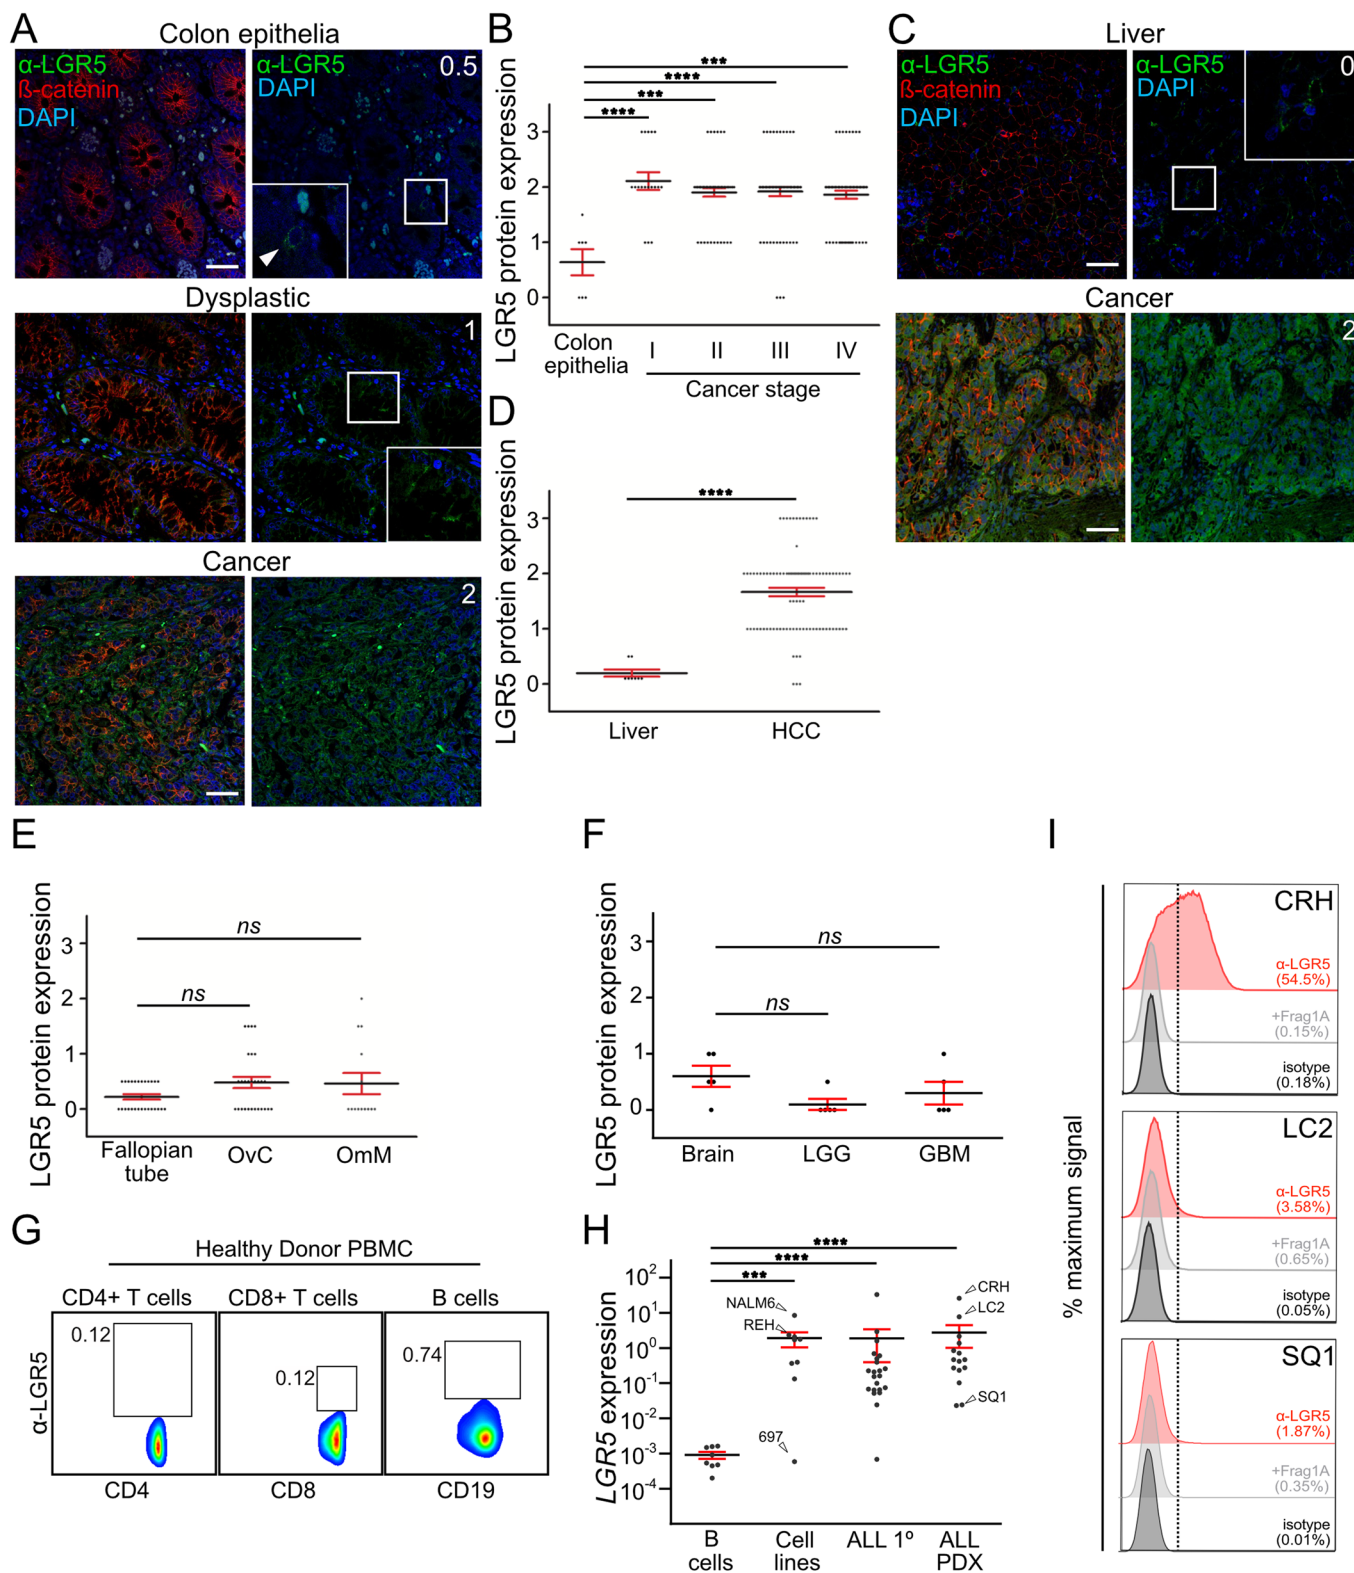 A
Colon epithelia
α-LGR5
ß-catenin
DAPI
α-LGR5
DAPI
0.5
Dysplastic
1
Cancer
2
B
LGR5 protein expression
3
2
1
0
****
***
****
***
Colon
epithelia
I
II
III
IV
Cancer stage
C
Liver
α-LGR5
ß-catenin
DAPI
α-LGR5
DAPI
0
Cancer
2
D
LGR5 protein expression
3
2
1
0
****
Liver
HCC
E
LGR5 protein expression
3
2
1
0
ns
ns
Fallopian
tube
OvC
OmM
F
LGR5 protein expression
3
2
1
0
ns
ns
Brain
LGG
GBM
G
Healthy Donor PBMC
CD4+ T cells
CD8+ T cells
B cells
α-LGR5
0.12
0.12
0.74
CD4
CD8
CD19
H
LGR5 expression
10²
10¹
10⁰
10⁻¹
10⁻²
10⁻³
10⁻⁴
****
****
***
NALM6
REH
697
CRH
LC2
SQ1
B
cells
Cell
lines
ALL 1º
ALL
PDX
I
% maximum signal
CRH
α-LGR5
(54.5%)
+Frag1A
(0.15%)
isotype
(0.18%)
LC2
α-LGR5
(3.58%)
+Frag1A
(0.65%)
isotype
(0.05%)
SQ1
α-LGR5
(1.87%)
+Frag1A
(0.35%)
isotype
(0.01%)